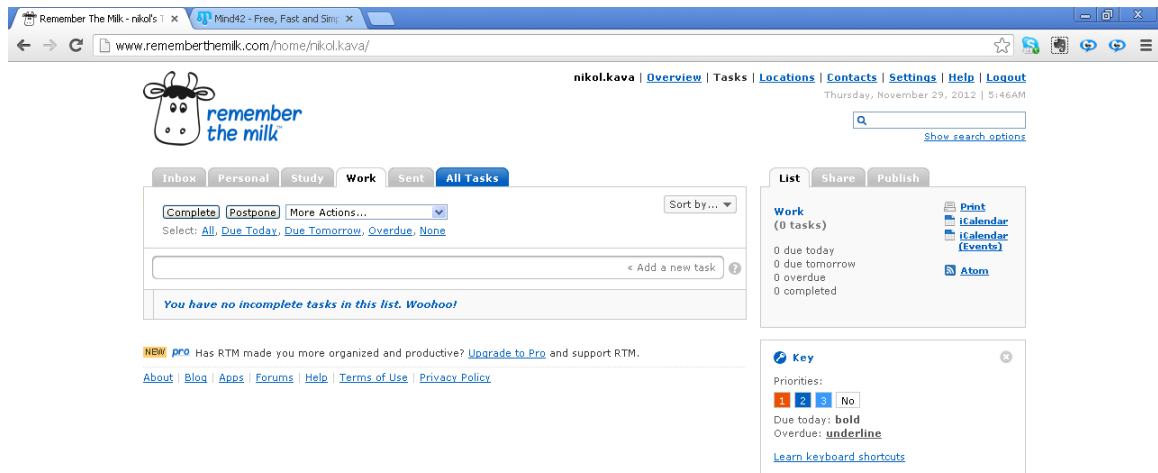 Remember The Milk - nikol's T
Mind42 - Free, Fast and Simp
www.rememberthemilk.com/home/nikol.kava/
nikol.kava | Overview | Tasks | Locations | Contacts | Settings | Help | Logout
Thursday, November 29, 2012 | 5:46AM
remember
the milk
Show search options
Inbox Personal Study Work Sent All Tasks
Complete Postpone More Actions... Sort by...
Select: All, Due Today, Due Tomorrow, Overdue, None
« Add a new task ?
You have no incomplete tasks in this list. Woohoo!
NEW pro Has RTM made you more organized and productive? Upgrade to Pro and support RTM.
About | Blog | Apps | Forums | Help | Terms of Use | Privacy Policy
List Share Publish
Work
(0 tasks)
0 due today
0 due tomorrow
0 overdue
0 completed
Print
iCalendar
iCalendar
(Events)
Atom
Key
Priorities:
1 2 3 No
Due today: bold
Overdue: underline
Learn keyboard shortcuts